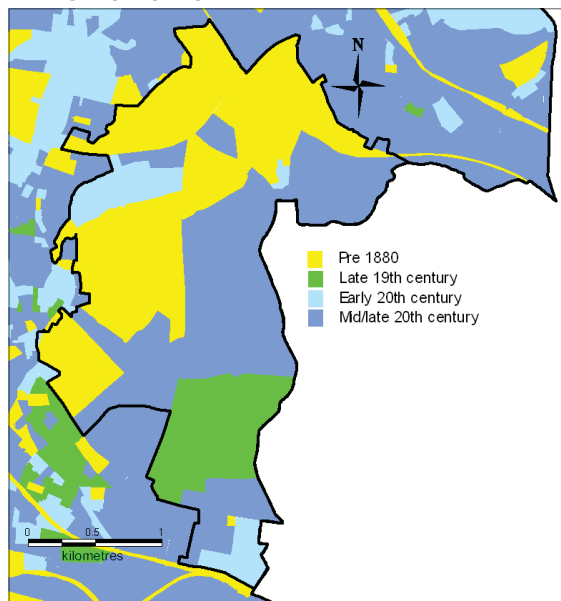 N
Pre 1880
Late 19th century
Early 20th century
Mid/late 20th century
0 0.5 1
kilometres